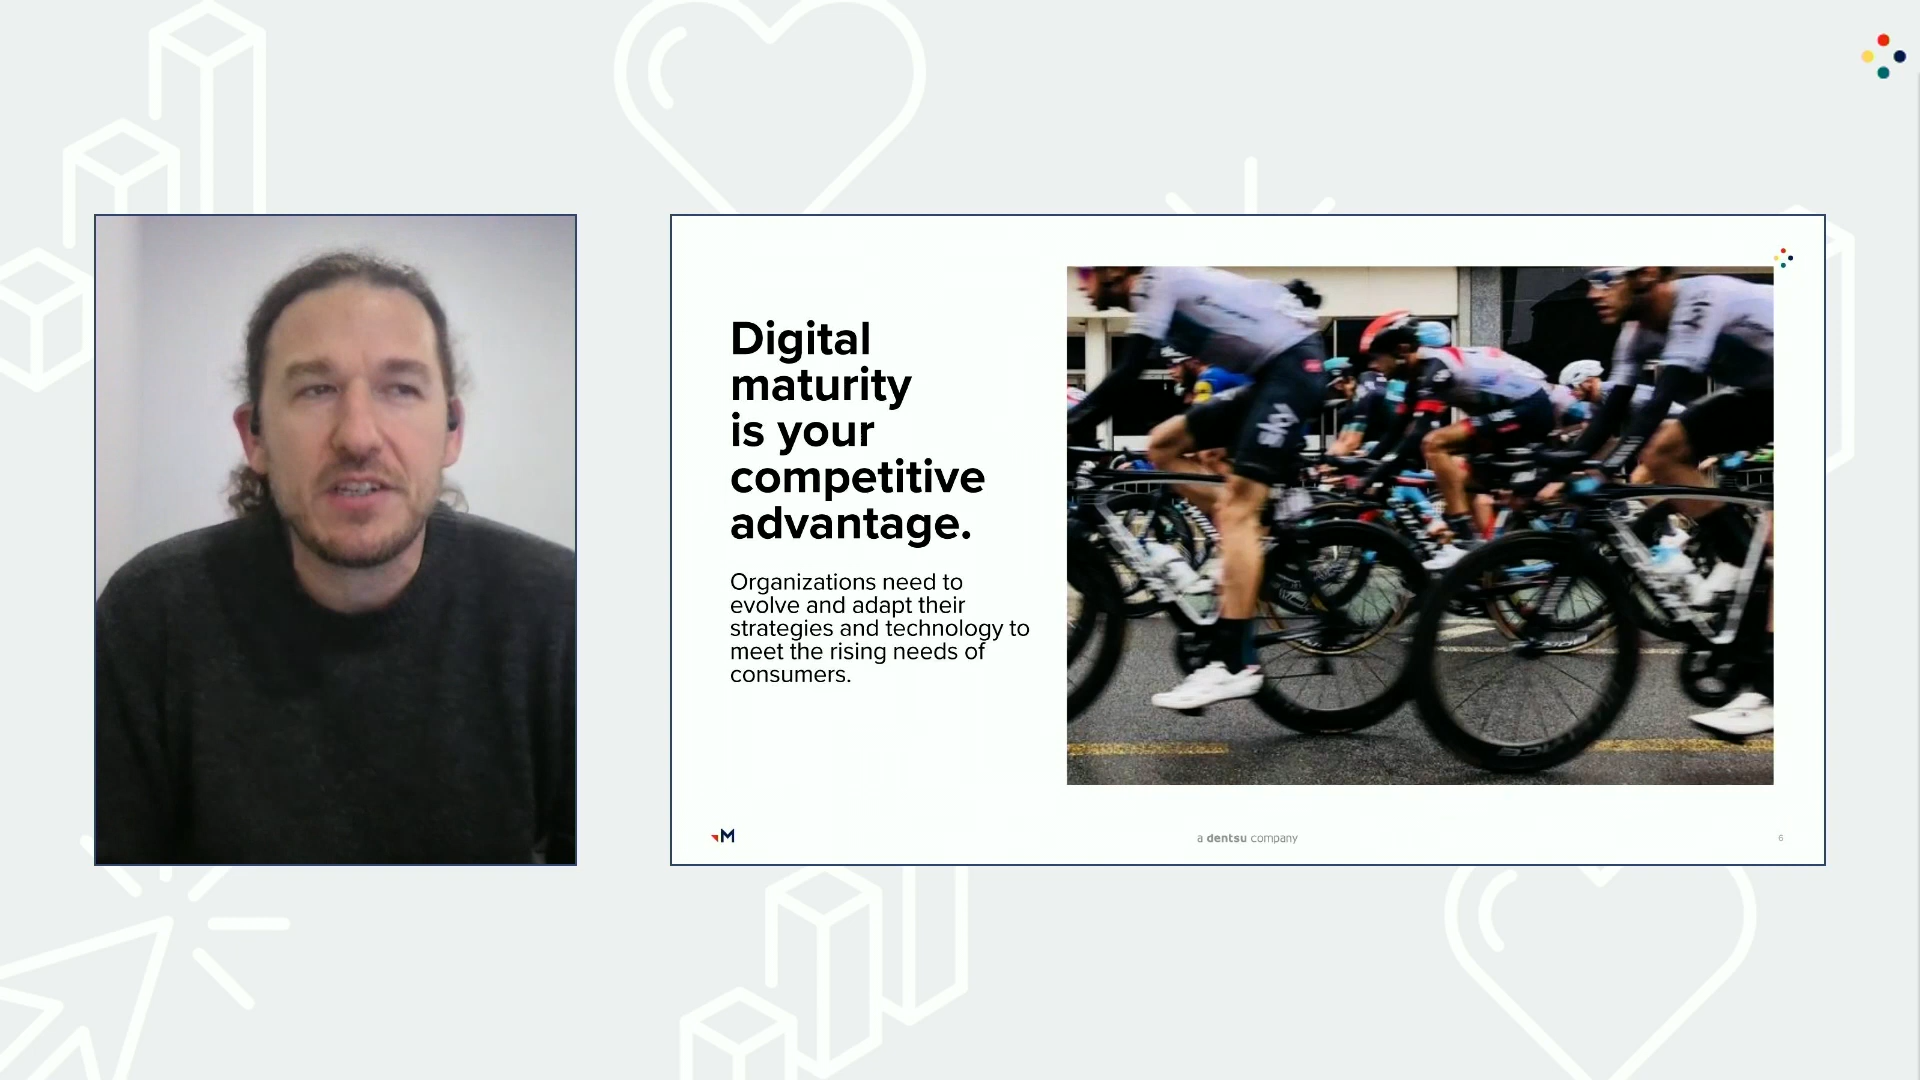 Digital
maturity
is your
competitive
advantage.
Organizations need to
evolve and adapt their
strategies and technology to
meet the rising needs of
consumers.
sky
M
a dentsu company
6